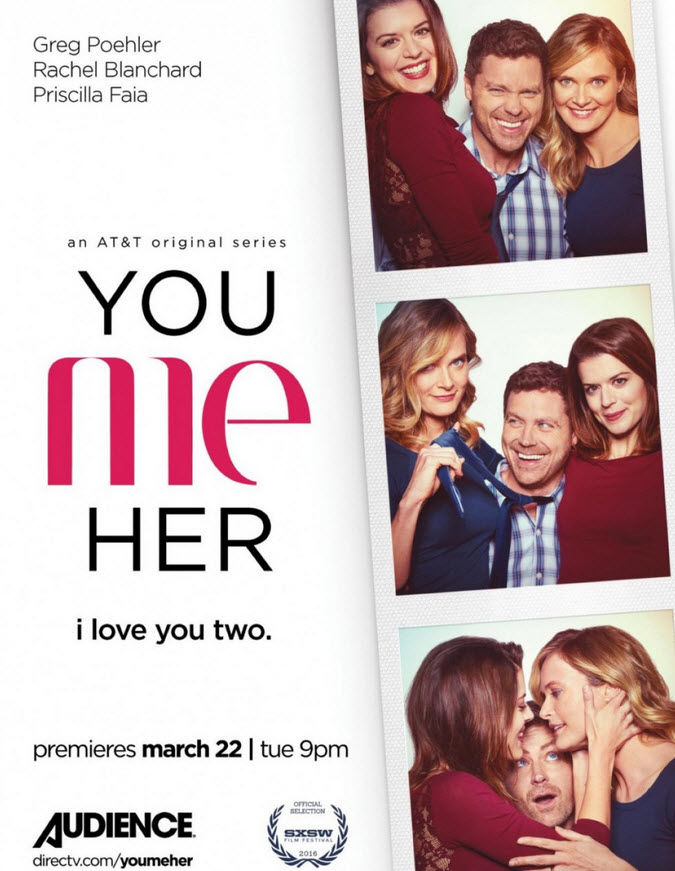 Greg Poehler
Rachel Blanchard
Priscilla Faia
an AT&T original series
YOU
me
HER
i love you two.
premieres march 22 | tue 9pm
AUDIENCE
directv.com/youmeher
OFFICIAL
SELECTION
SXSW
FILM FESTIVAL
2016